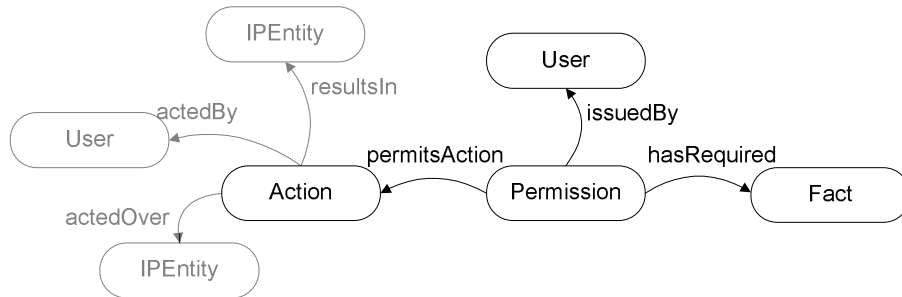 IPEntity
User
resultsIn
actedBy
issuedBy
User
permitsAction
hasRequired
Action
Permission
Fact
actedOver
IPEntity